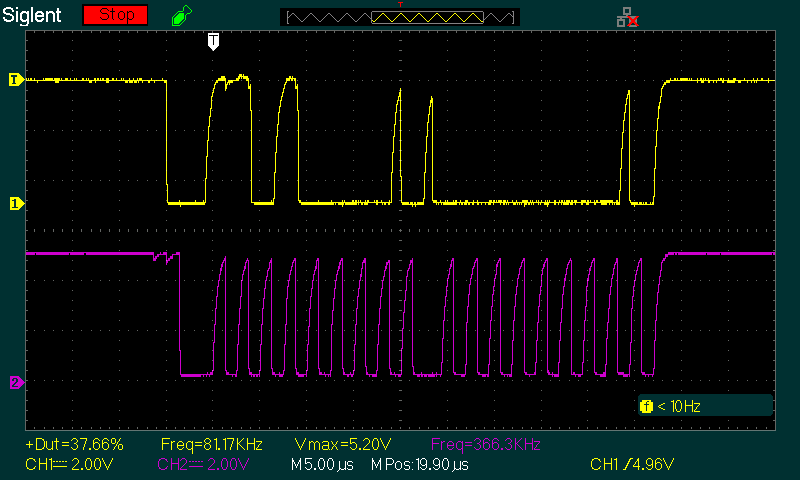 Siglent Stop T
T
T
1
2
f < 10Hz
+Dut=37.66% Freq=81.17KHz Vmax=5.20V Freq=366.3KHz
CH1 2.00V CH2 2.00V M 5.00 µs M Pos:19.90 µs CH1 / 4.96V